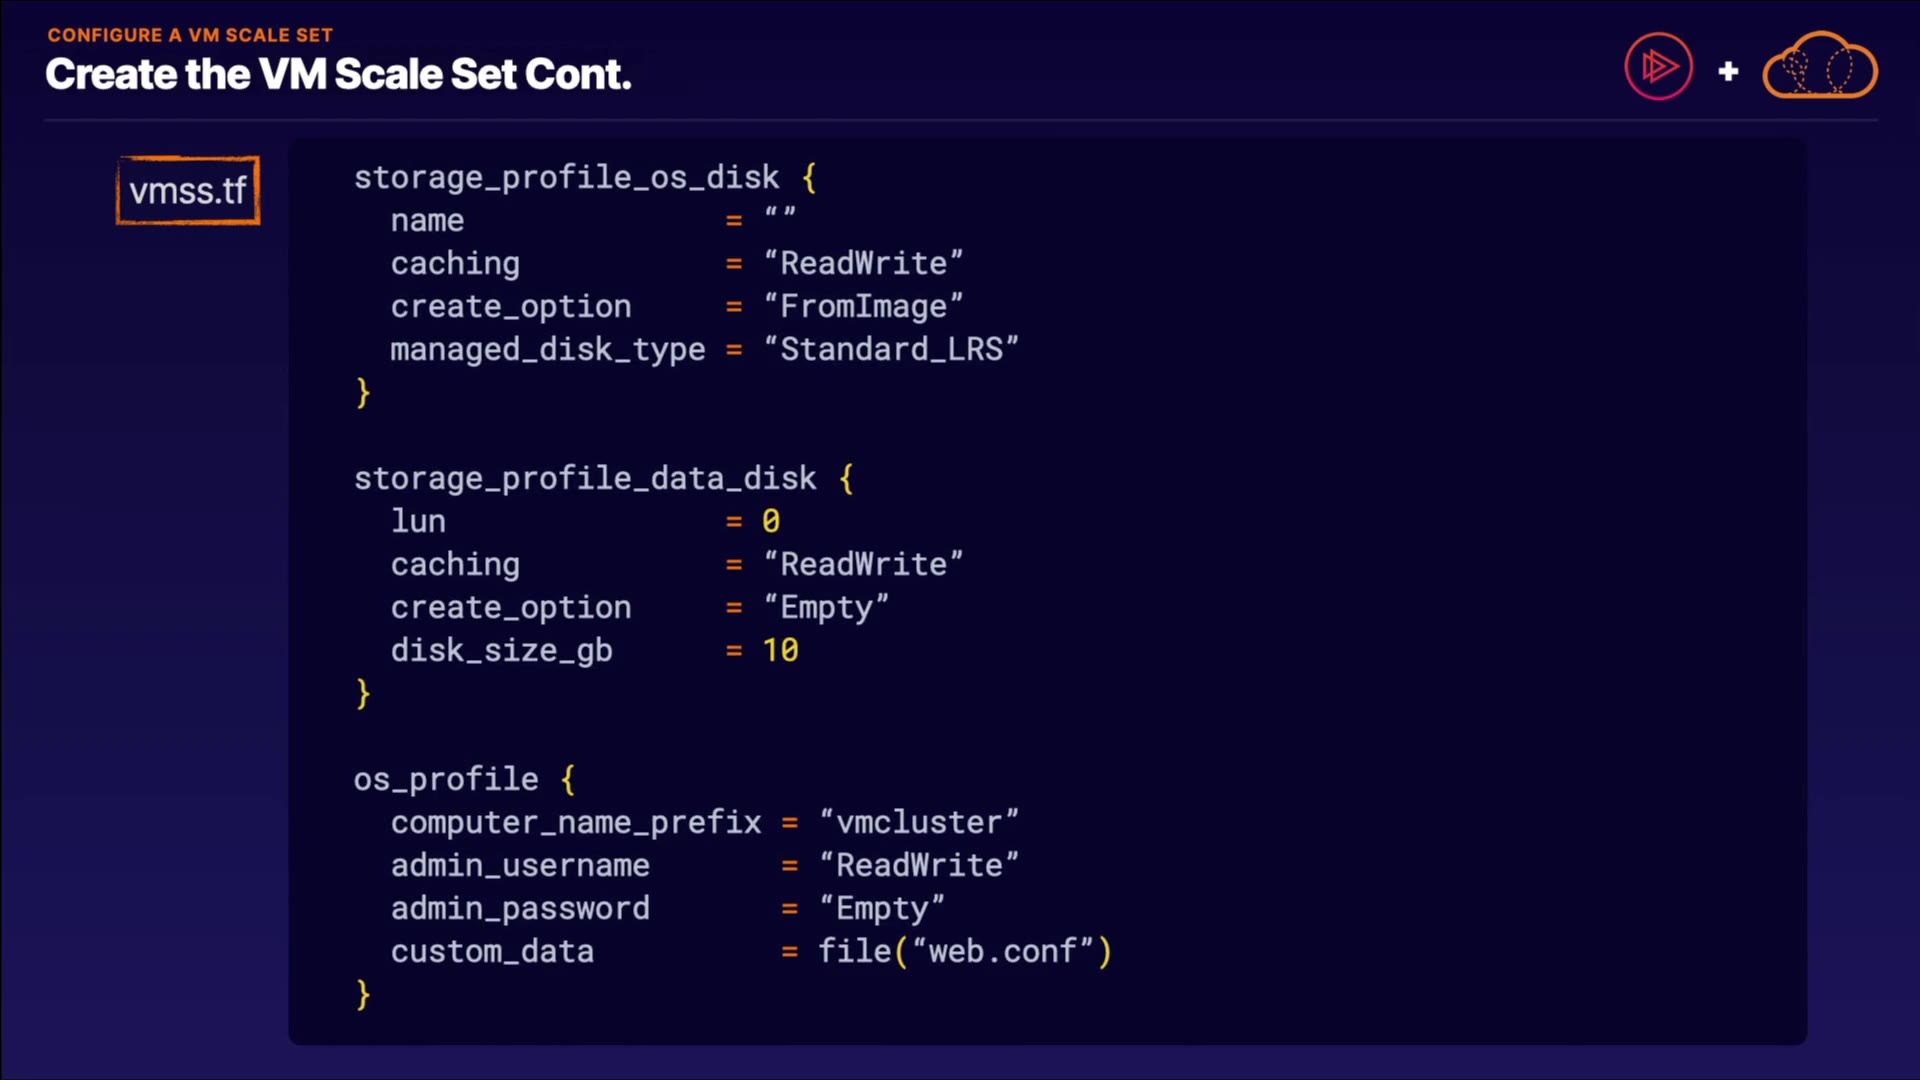 CONFIGURE A VM SCALE SET
Create the VM Scale Set Cont.
+
vmss.tf
storage_profile_os_disk {
name = “”
caching = “ReadWrite”
create_option = “FromImage”
managed_disk_type = “Standard_LRS”
}
storage_profile_data_disk {
lun = 0
caching = “ReadWrite”
create_option = “Empty”
disk_size_gb = 10
}
os_profile {
computer_name_prefix = “vmcluster”
admin_username = “ReadWrite”
admin_password = “Empty”
custom_data = file(“web.conf”)
}